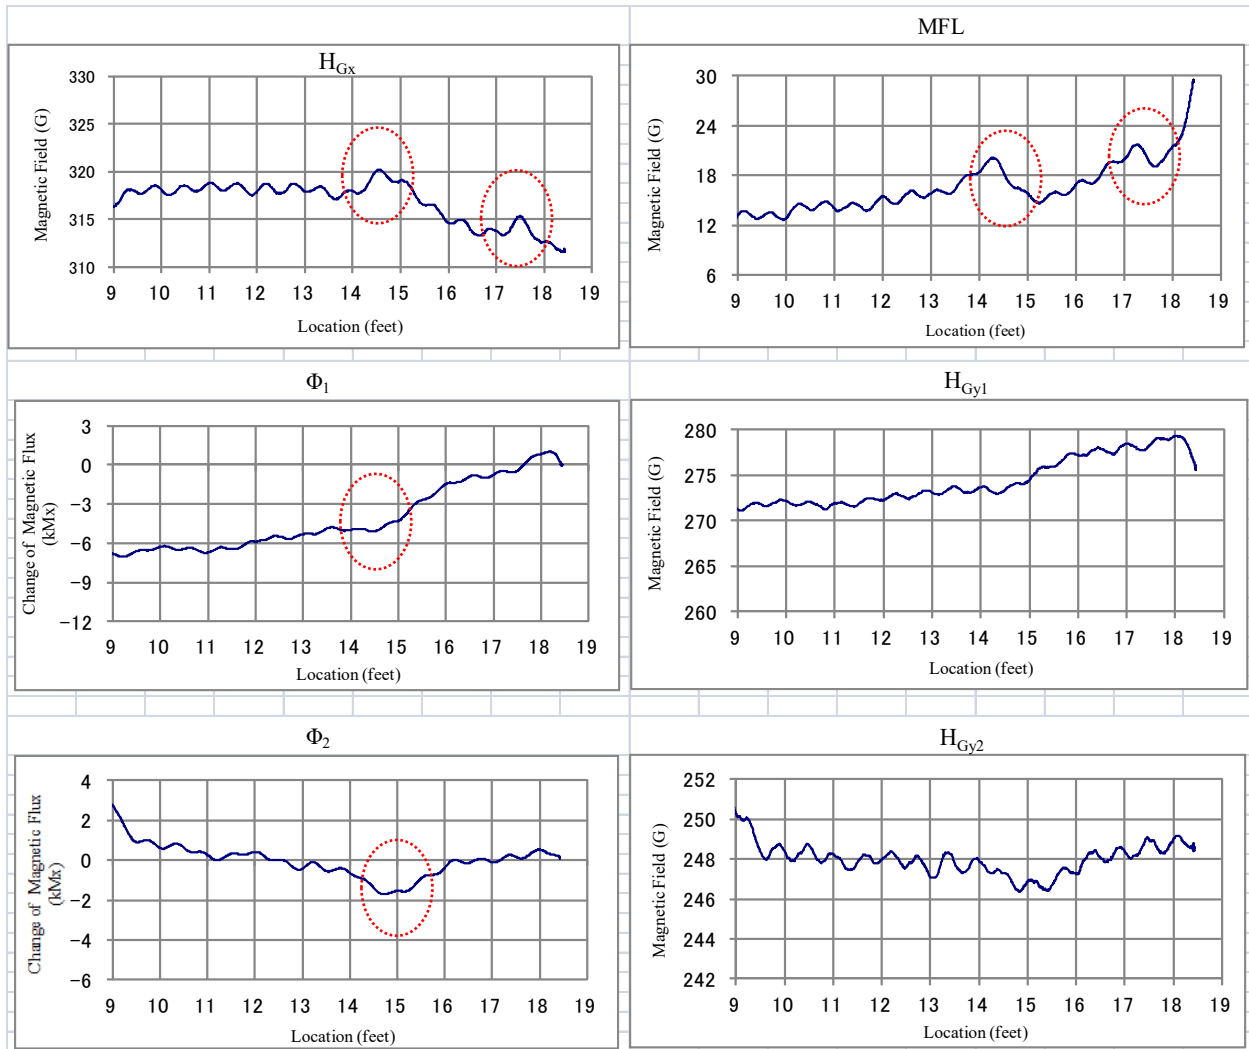 MFL
H_Gx
330
325
320
315
310
9 10 11 12 12 13 14 15 16 17 18 19
Magnetic Field (G)
Location (feet)
30
24
18
12
6
9 10 11 12 13 14 15 16 17 18 19
Magnetic Field (G)
Location (feet)
Φ1
3
0
−3
−6
−9
−12
9 10 11 12 13 14 15 16 17 18 19
Change of Magnetic Flux
(kMx)
Location (feet)
H_Gy1
280
275
270
265
260
9 10 11 12 13 14 15 16 17 18 19
Magnetic Field (G)
Location (feet)
Φ2
4
2
0
−2
−4
−6
9 10 11 12 13 14 15 16 17 18 19
Change of Magnetic Flux
(kMx)
Location (feet)
H_Gy2
252
250
248
246
244
242
9 10 11 12 13 14 15 16 17 18 19
Magnetic Field (G)
Location (feet)